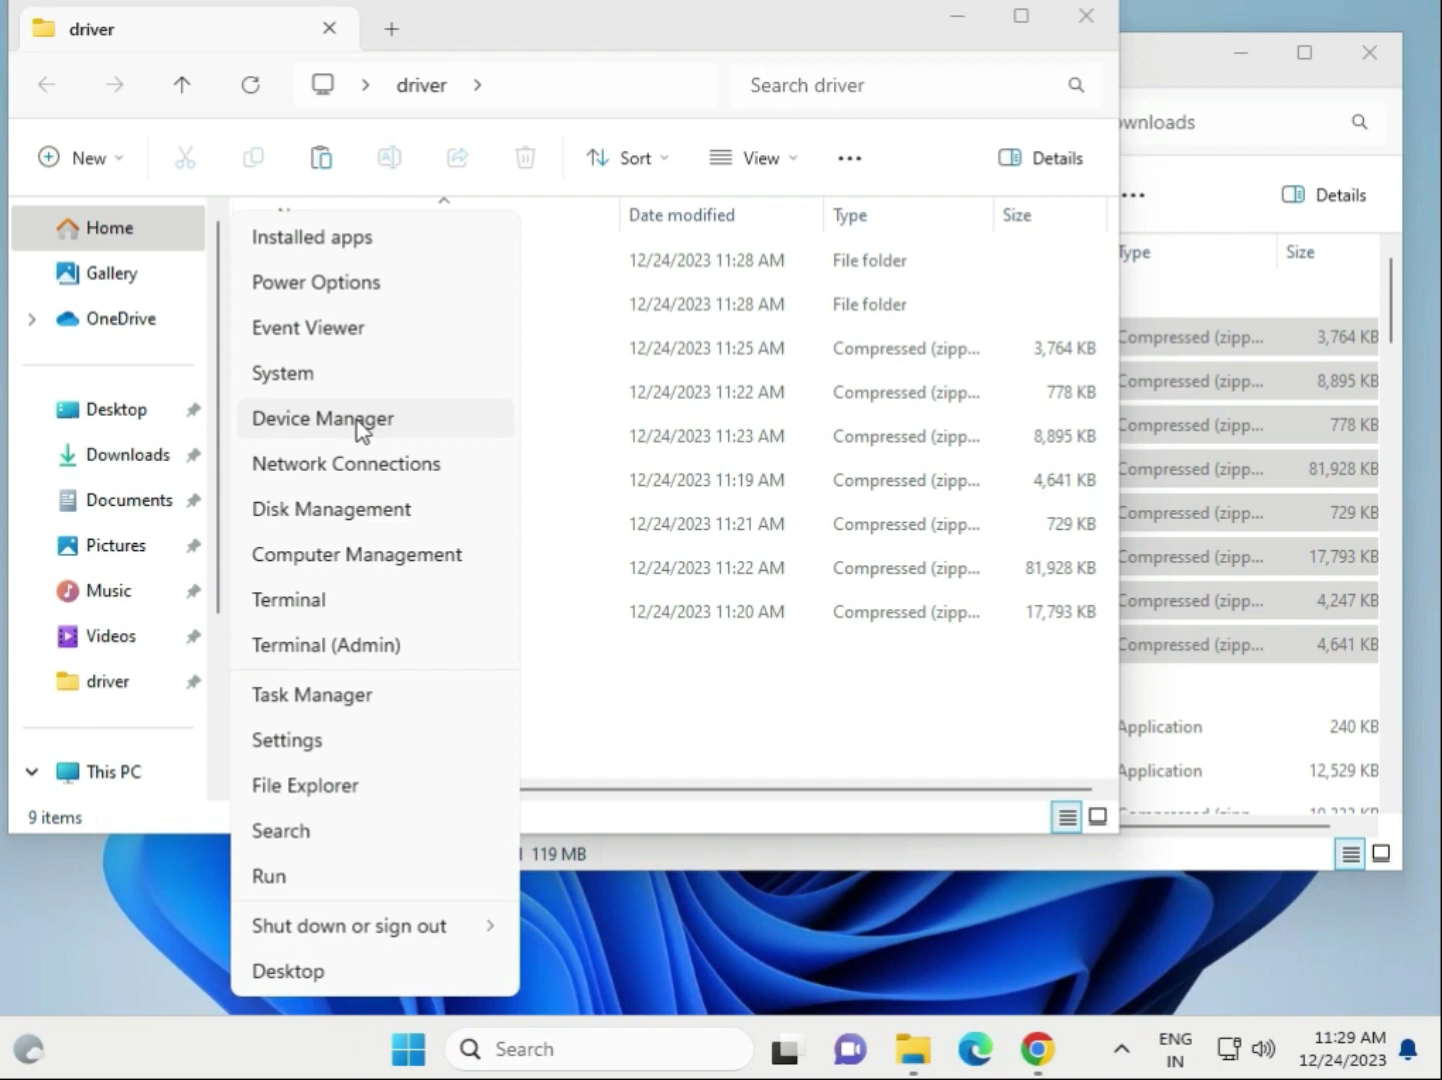 driver
driver
Search driver
New
Sort
View
Details
Date modified
Type
Size
Home
Gallery
OneDrive
Desktop
Downloads
Documents
Pictures
Music
Videos
driver
This PC
9 items
Installed apps
Power Options
Event Viewer
System
Device Manager
Network Connections
Disk Management
Computer Management
Terminal
Terminal (Admin)
Task Manager
Settings
File Explorer
Search
Run
Shut down or sign out
Desktop
12/24/2023 11:28 AM File folder
12/24/2023 11:28 AM File folder
12/24/2023 11:25 AM Compressed (zipp... 3,764 KB
12/24/2023 11:22 AM Compressed (zipp... 778 KB
12/24/2023 11:23 AM Compressed (zipp... 8,895 KB
12/24/2023 11:19 AM Compressed (zipp... 4,641 KB
12/24/2023 11:21 AM Compressed (zipp... 729 KB
12/24/2023 11:22 AM Compressed (zipp... 81,928 KB
12/24/2023 11:20 AM Compressed (zipp... 17,793 KB
ownloads
Details
Type Size
Compressed (zipp... 3,764 KB
Compressed (zipp... 8,895 KB
Compressed (zipp... 778 KB
Compressed (zipp... 81,928 KB
Compressed (zipp... 729 KB
Compressed (zipp... 17,793 KB
Compressed (zipp... 4,247 KB
Compressed (zipp... 4,641 KB
Application 240 KB
Application 12,529 KB
119 MB
Search
ENG
IN
11:29 AM
12/24/2023